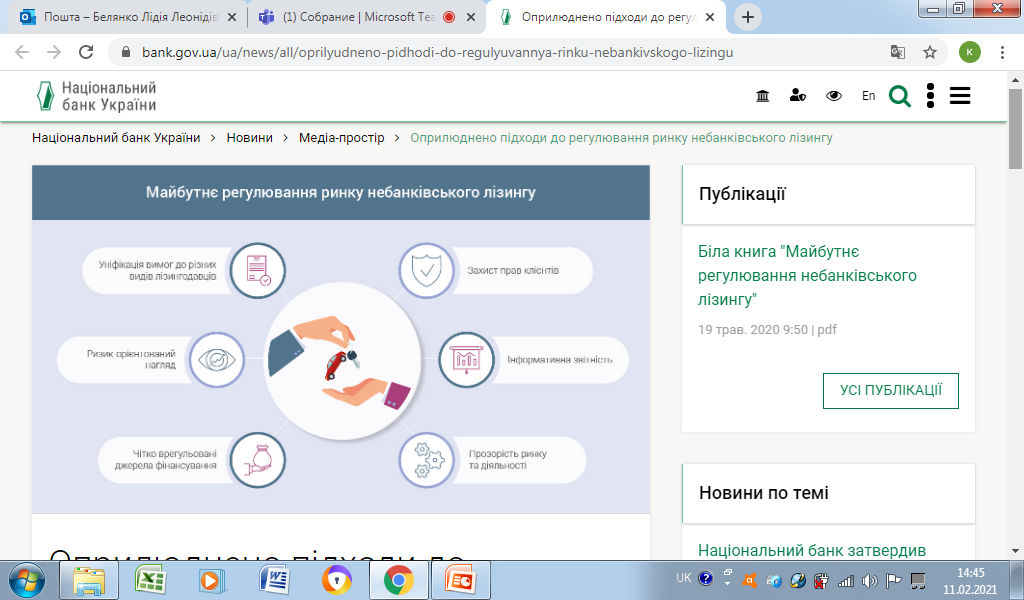 Пошта – Белянко Лідія Леонідів
(1) Собрание | Microsoft Tea
Оприлюднено підходи до регул
bank.gov.ua/ua/news/all/oprilyudneno-pidhodi-do-regulyuvannya-rinku-nebankivskogo-lizingu
K
Національний
банк України
En
Національний банк України > Новини > Медіа-простір > Оприлюднено підходи до регулювання ринку небанківського лізингу
Майбутнє регулювання ринку небанківського лізингу
Уніфікація вимог до різних
видів лізингодавців
Захист прав клієнтів
Ризик орієнтований
нагляд
Інформативна звітність
Чітко врегульовані
джерела фінансування
Прозорість ринку
та діяльності
Публікації
Біла книга "Майбутнє
регулювання небанківського
лізингу"
19 трав. 2020 9:50 | pdf
УСІ ПУБЛІКАЦІЇ
Новини по темі
Національний банк затвердив
Оприлюднено підходи до
UK
14:45
11.02.2021